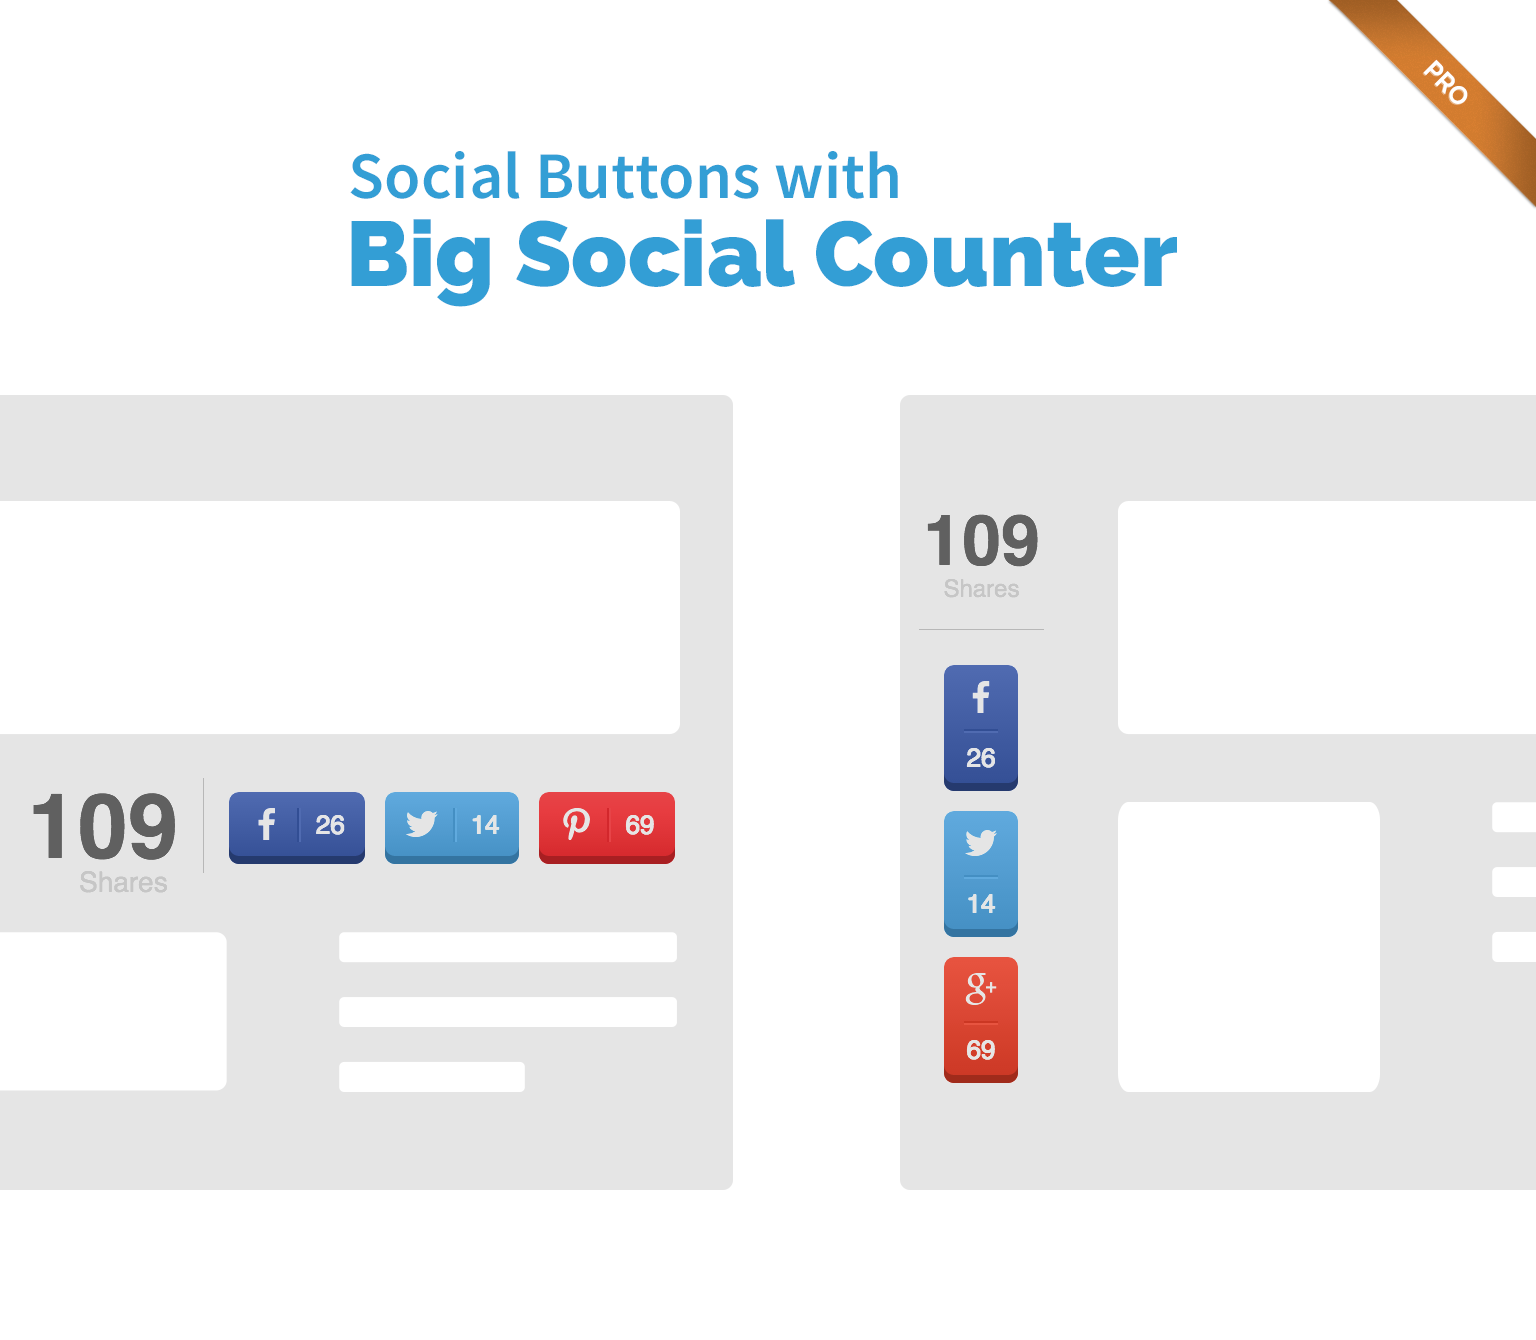 PRO
Social Buttons with
Big Social Counter
109
Shares
26
14
69
109
Shares
26
14
g+
69